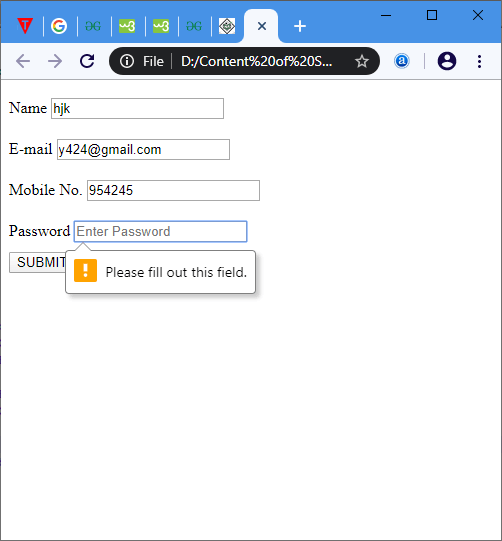 File D:/Content%20of%20S...
Name hjk
E-mail y424@gmail.com
Mobile No. 954245
Password Enter Password
SUBMIT
Please fill out this field.